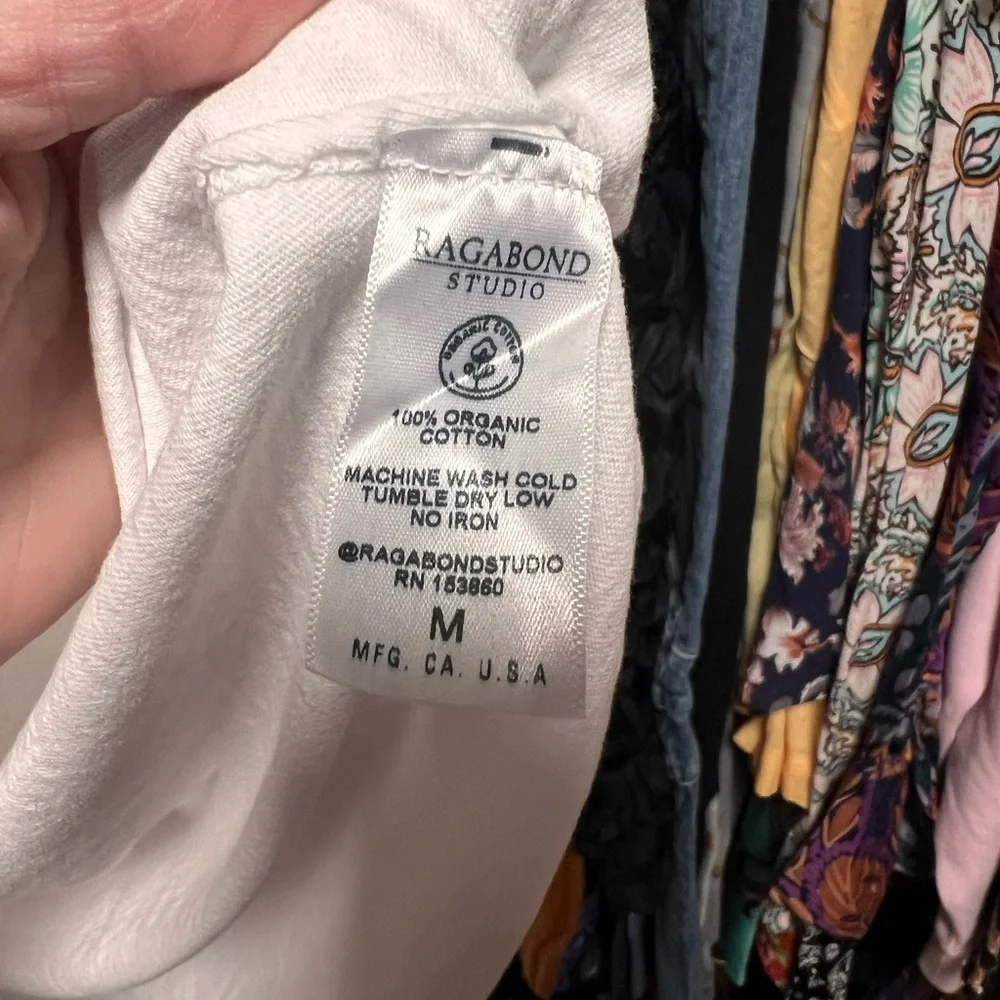 RAGABOND
STUDIO
ORGANIC COTTON
100% ORGANIC
COTTON
MACHINE WASH COLD
TUMBLE DRY LOW
NO IRON
@RAGABONDSTUDIO
RN 153860
M
MFG. CA. U.S.A